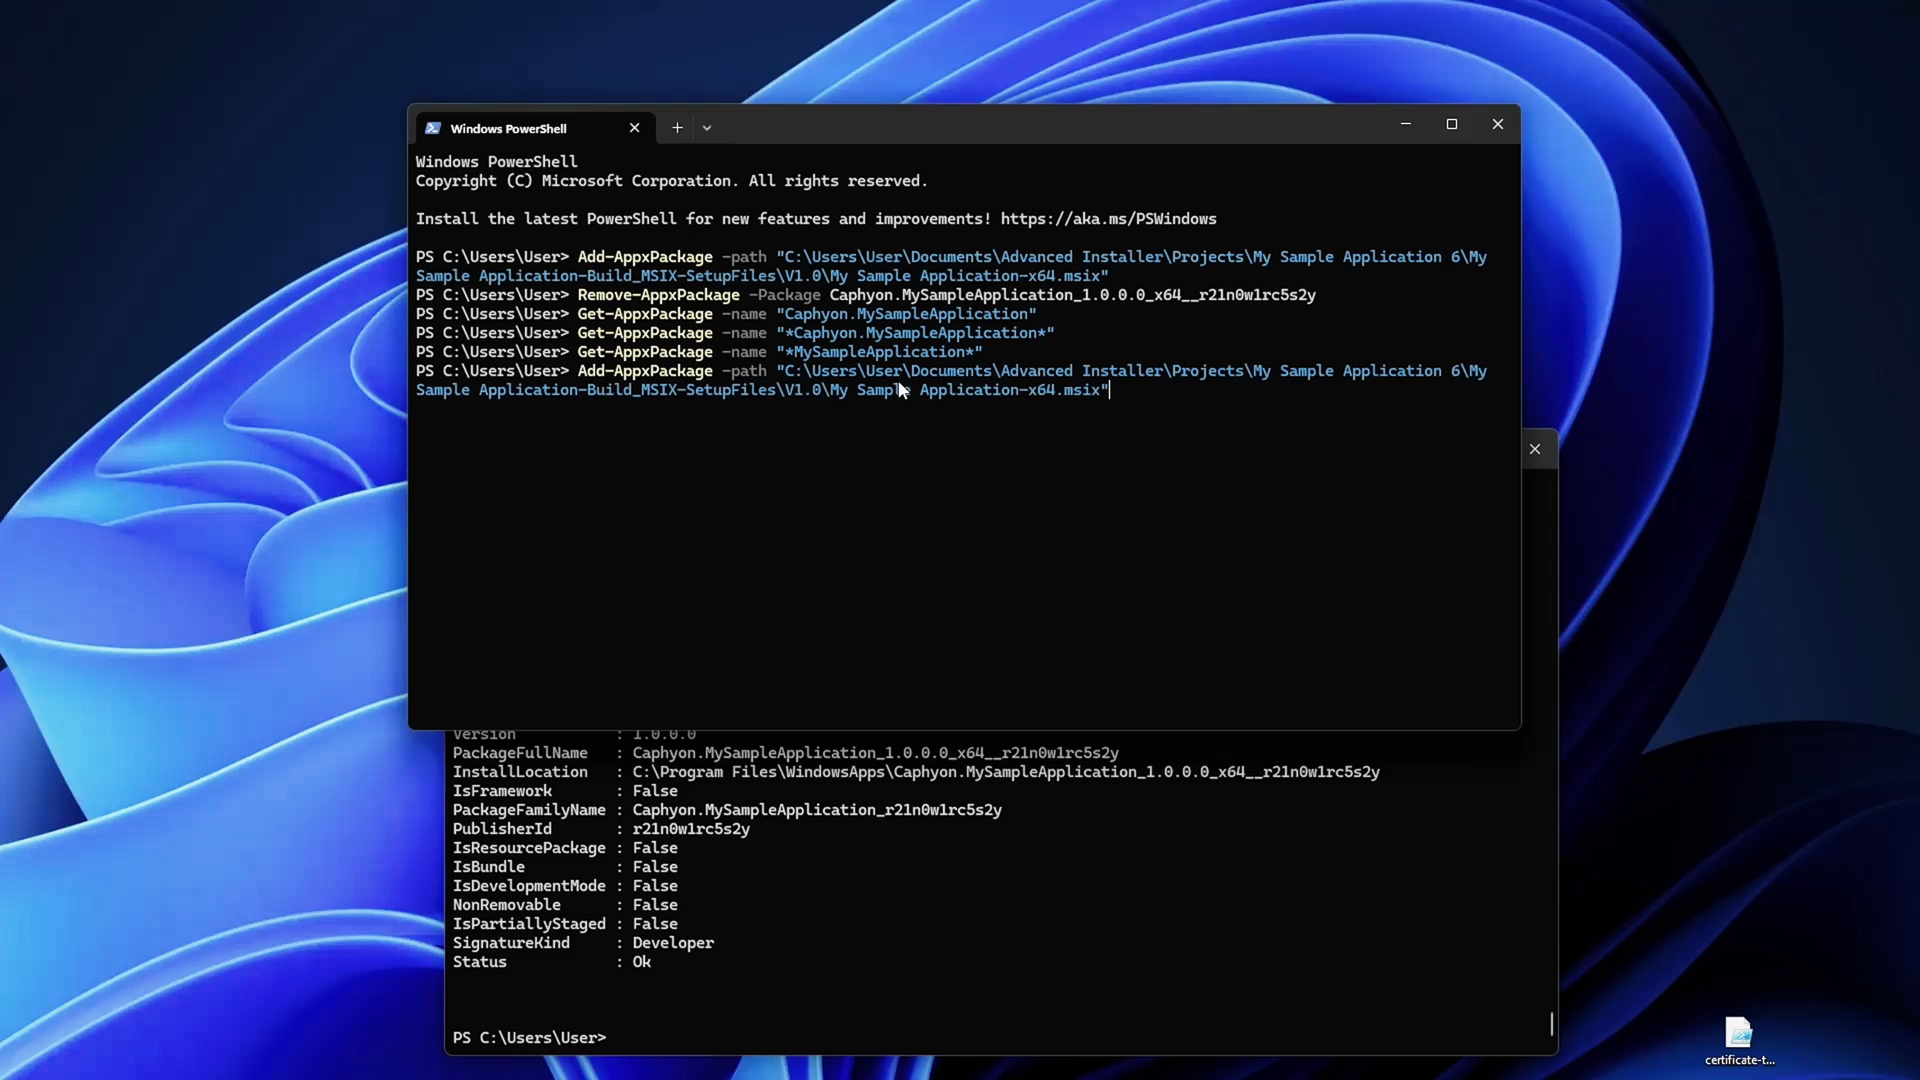 Windows PowerShell
Windows PowerShell
Copyright (C) Microsoft Corporation. All rights reserved.
Install the latest PowerShell for new features and improvements! https://aka.ms/PSWindows
PS C:\Users\User> Add-AppxPackage -path "C:\Users\User\Documents\Advanced Installer\Projects\My Sample Application 6\My
Sample Application-Build_MSIX-SetupFiles\V1.0\My Sample Application-x64.msix"
PS C:\Users\User> Remove-AppxPackage -Package Caphyon.MySampleApplication_1.0.0.0_x64__r21n0w1rc5s2y
PS C:\Users\User> Get-AppxPackage -name "Caphyon.MySampleApplication"
PS C:\Users\User> Get-AppxPackage -name "*Caphyon.MySampleApplication*"
PS C:\Users\User> Get-AppxPackage -name "*MySampleApplication*"
PS C:\Users\User> Add-AppxPackage -path "C:\Users\User\Documents\Advanced Installer\Projects\My Sample Application 6\My
Sample Application-Build_MSIX-SetupFiles\V1.0\My Sample Application-x64.msix"
Version : 1.0.0.0
PackageFullName : Caphyon.MySampleApplication_1.0.0.0_x64__r21n0w1rc5s2y
InstallLocation : C:\Program Files\WindowsApps\Caphyon.MySampleApplication_1.0.0.0_x64__r21n0w1rc5s2y
IsFramework : False
PackageFamilyName : Caphyon.MySampleApplication_r21n0w1rc5s2y
PublisherId : r21n0w1rc5s2y
IsResourcePackage : False
IsBundle : False
IsDevelopmentMode : False
NonRemovable : False
IsPartiallyStaged : False
SignatureKind : Developer
Status : Ok
PS C:\Users\User>
certificate-t...